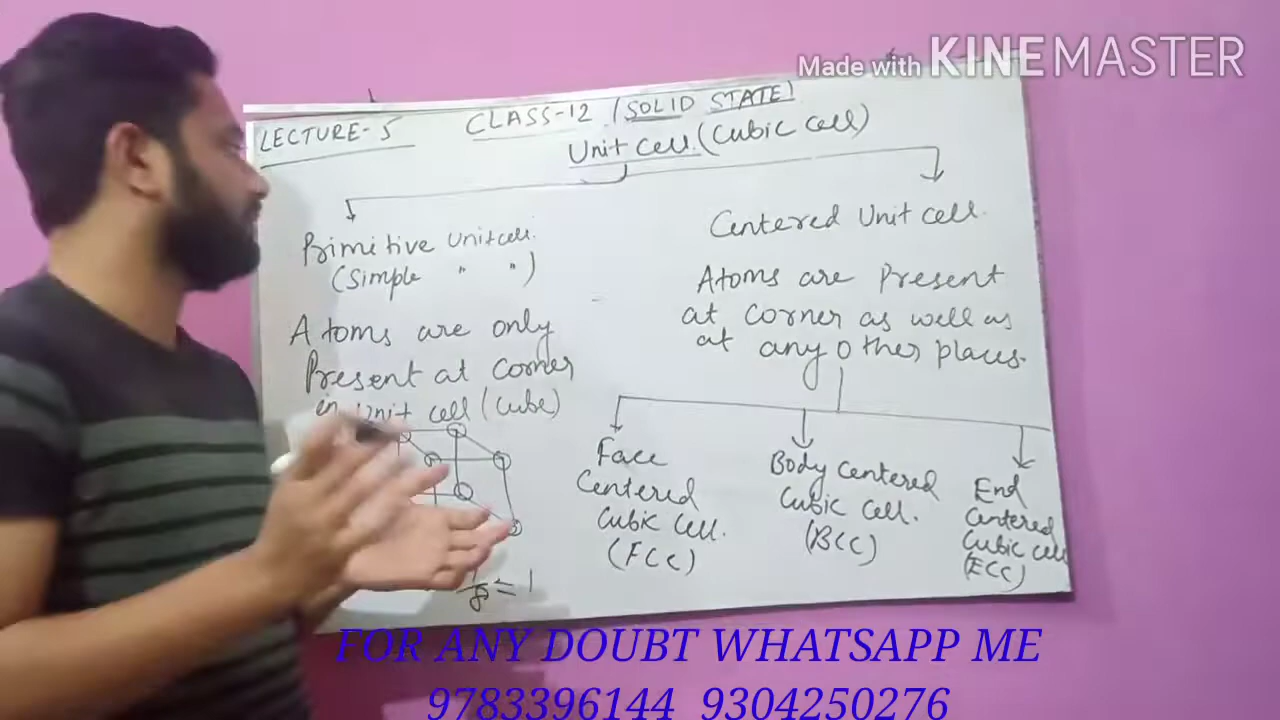 Made with KINEMASTER
LECTURE-5 CLASS-12 (SOLID STATE)
Unit cell (Cubic cell)
Primitive Unit cell.
(Simple " " )
Atoms are only
Present at corner
in Unit cell (Cube)
Centered Unit cell.
Atoms are Present
at corner as well as
at any other places.
Face
Centered
Cubic Cell.
(FCC)
Body Centered
Cubic Cell.
(BCC)
End
Centered
Cubic cell
(ECC)
8 = 1
FOR ANY DOUBT WHATSAPP ME
9783396144 9304250276